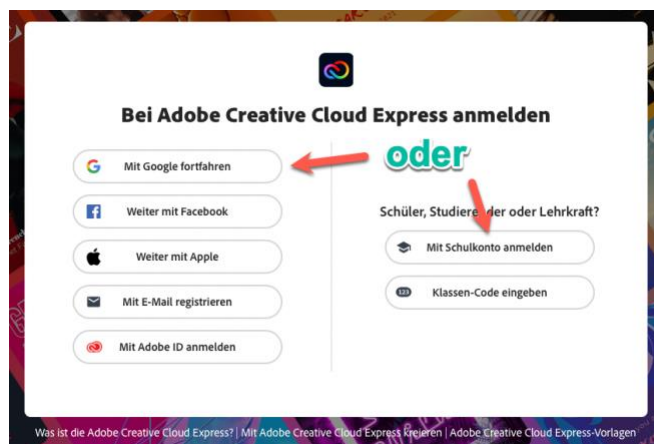 Bei Adobe Creative Cloud Express anmelden
oder
Mit Google fortfahren
Weiter mit Facebook
Weiter mit Apple
Mit E-Mail registrieren
Mit Adobe ID anmelden
Schüler, oder Lehrkraft?
Mit Schulkonto anmelden
123 Klassen-Code eingeben
Was ist die Adobe Creative Cloud Express? | Mit Adobe Creative Cloud Express kreieren | Adobe Creative Cloud Express-Vorlagen